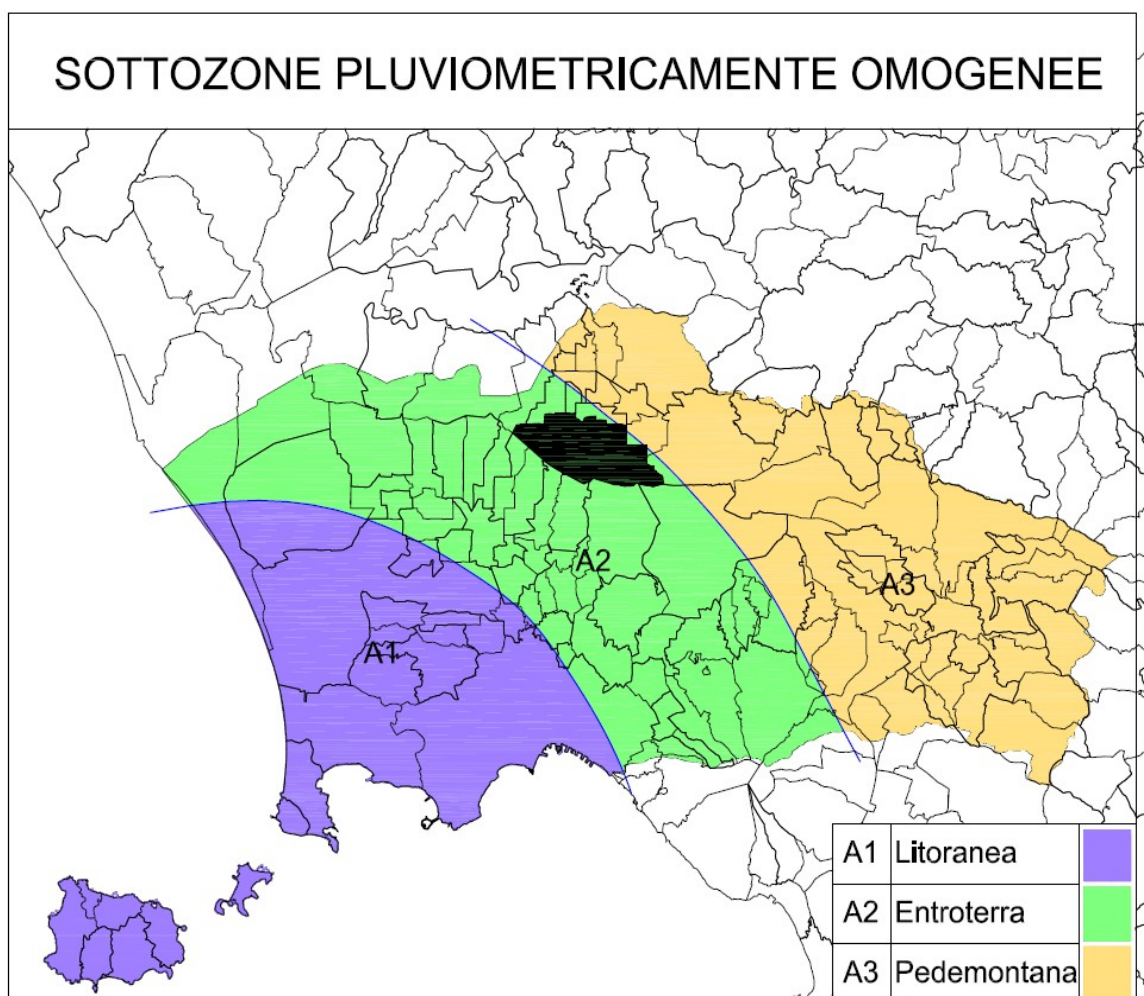 SOTTOZONE PLUVIOMETRICAMENTE OMOGENEE
A2
A3
A1
A1 Litoranea
A2 Entroterra
A3 Pedemontana